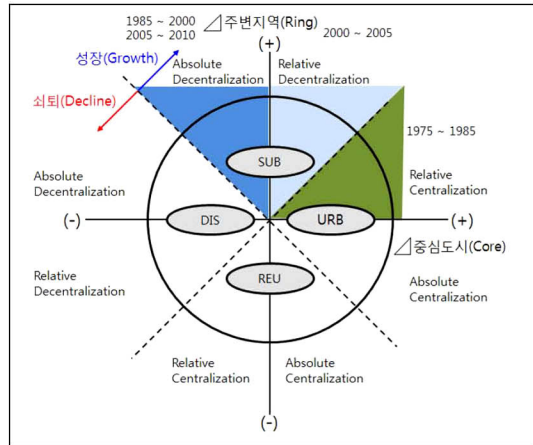 1985 ~ 2000
2005 ~ 2010
⊿주변지역(Ring)
2000 ~ 2005
(+)
성장(Growth)
Absolute
Decentralization
Relative
Decentralization
쇠퇴(Decline)
1975 ~ 1985
SUB
Absolute
Decentralization
Relative
Centralization
(-)
DIS
URB
(+)
⊿중심도시(Core)
Relative
Decentralization
REU
Absolute
Centralization
Relative
Centralization
Absolute
Centralization
(-)